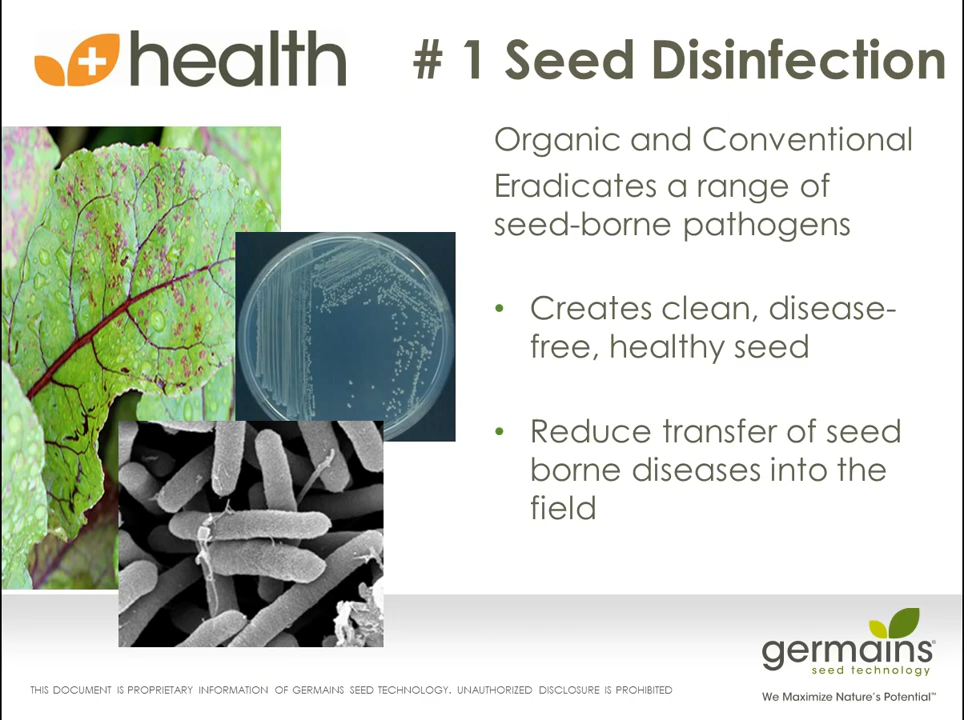 health
# 1 Seed Disinfection
Organic and Conventional
Eradicates a range of
seed-borne pathogens
• Creates clean, disease-
free, healthy seed
• Reduce transfer of seed
borne diseases into the
field
germains®
seed technology
We Maximize Nature's Potential™
THIS DOCUMENT IS PROPRIETARY INFORMATION OF GERMAINS SEED TECHNOLOGY. UNAUTHORIZED DISCLOSURE IS PROHIBITED